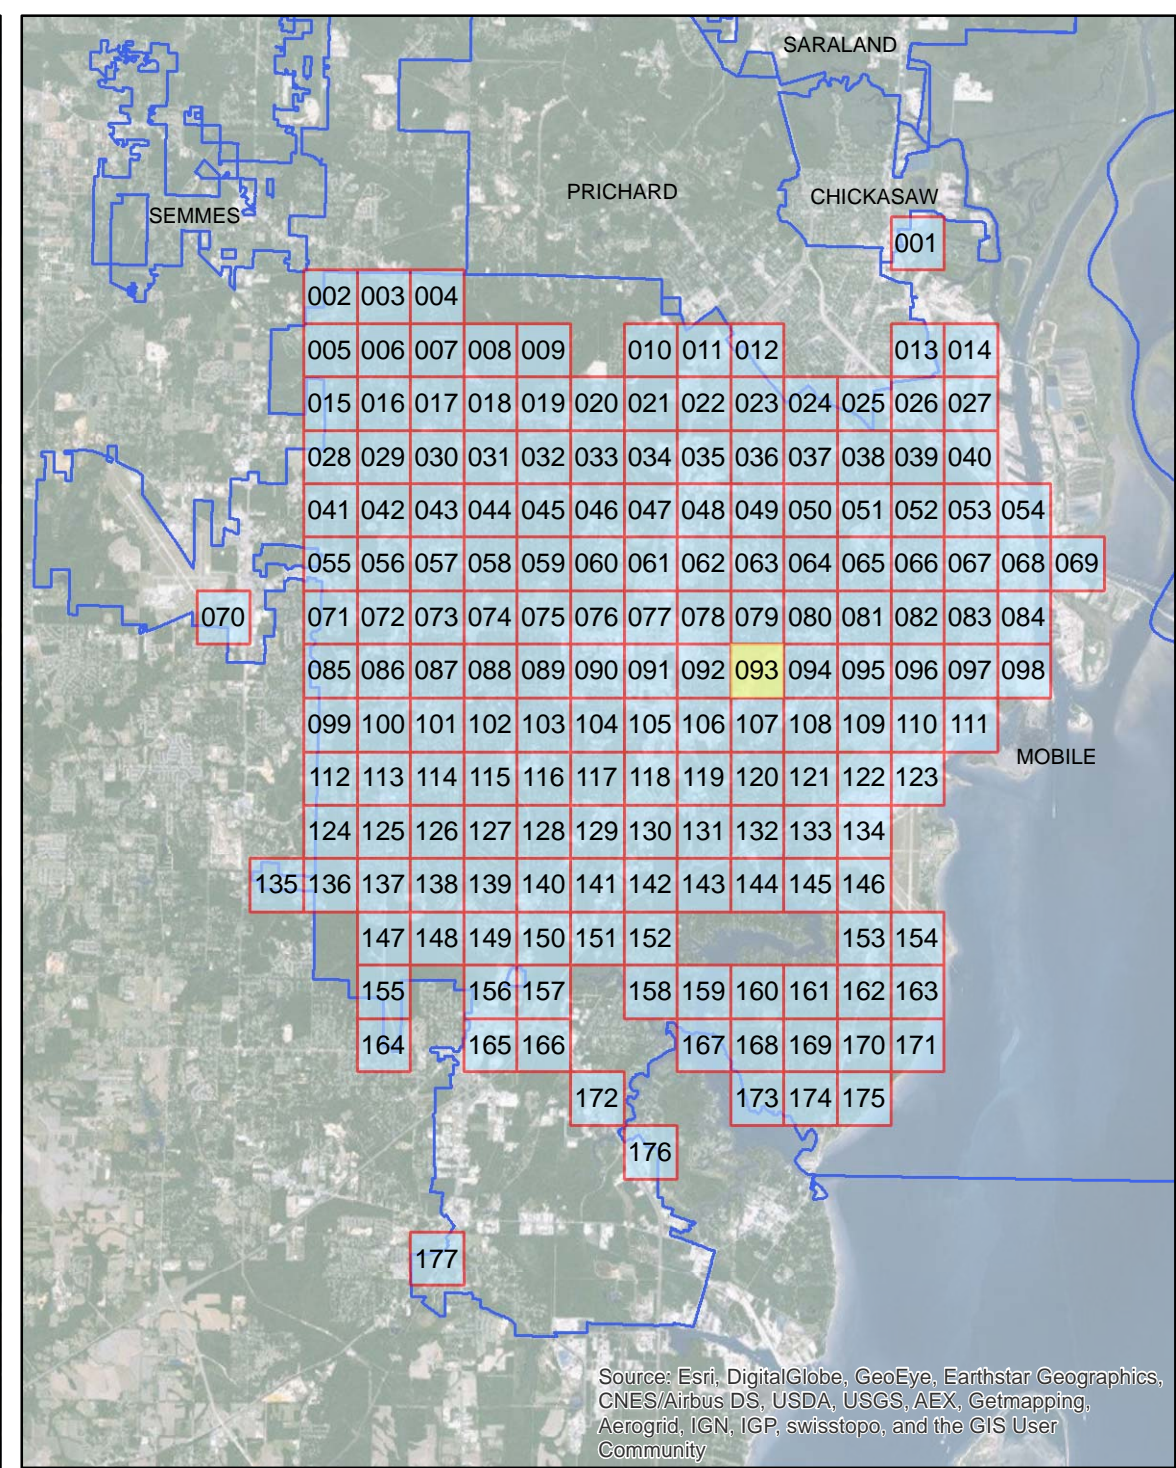 SARALAND
PRICHARD
CHICKASAW
SEMMES
001
002 003 004
005 006 007 008 009 010 011 012 013 014
015 016 017 018 019 020 021 022 023 024 025 026 027
028 029 030 031 032 033 034 035 036 037 038 039 040
041 042 043 044 045 046 047 048 049 050 051 052 053 054
055 056 057 058 059 060 061 062 063 064 065 066 067 068 069
070 071 072 073 074 075 076 077 078 079 080 081 082 083 084
085 086 087 088 089 090 091 092 093 094 095 096 097 098
099 100 101 102 103 104 105 106 107 108 109 110 111
MOBILE
112 113 114 115 116 117 118 119 120 121 122 123
124 125 126 127 128 129 130 131 132 133 134
135 136 137 138 139 140 141 142 143 144 145 146
147 148 149 150 151 152 153 154
155 156 157 158 159 160 161 162 163
164 165 166 167 168 169 170 171
172 173 174 175
176
177
Source: Esri, DigitalGlobe, GeoEye, Earthstar Geographics,
CNES/Airbus DS, USDA, USGS, AEX, Getmapping,
Aerogrid, IGN, IGP, swisstopo, and the GIS User
Community